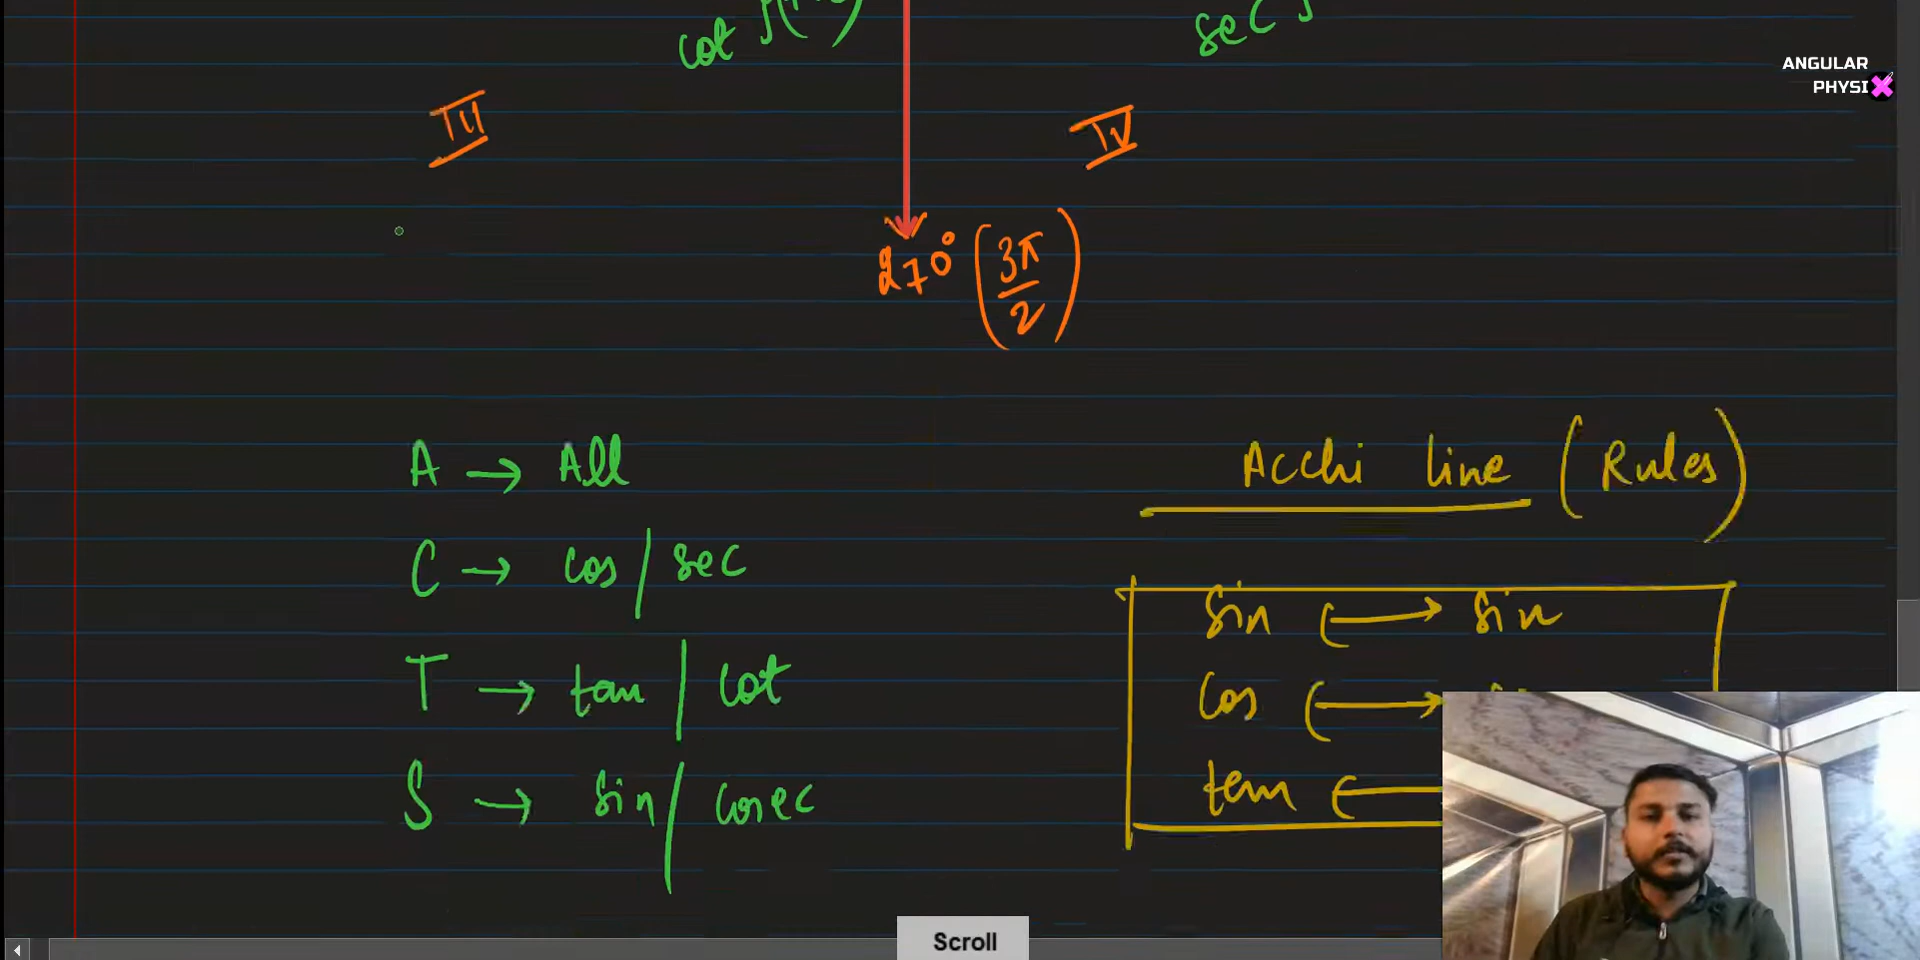 cot
sec
ANGULAR
PHYSI
III
IV
270° (3π/2)
A → All
C → cos / sec
T → tan | cot
S → sin / cosec
Acchi line (Rules)
sin ⟷ sin
cos ⟷
tan
Scroll